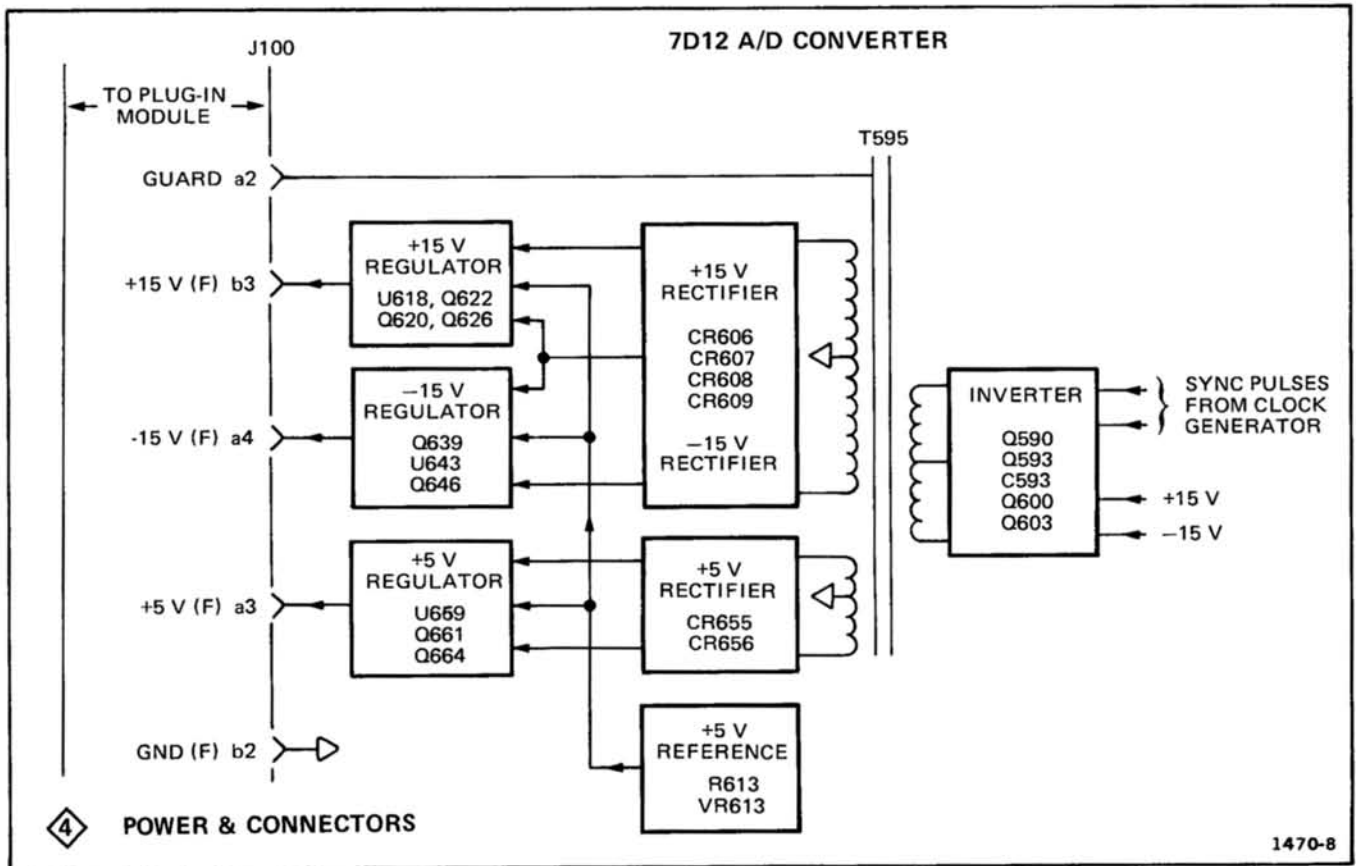 7D12 A/D CONVERTER
J100
TO PLUG-IN
MODULE
T595
GUARD a2
+15 V
REGULATOR
U618, Q622
Q620, Q626
+15 V (F) b3
+15 V
RECTIFIER
CR606
CR607
CR608
CR609
−15 V
RECTIFIER
−15 V
REGULATOR
Q639
U643
Q646
-15 V (F) a4
INVERTER
Q590
Q593
C593
Q600
Q603
SYNC PULSES
FROM CLOCK
GENERATOR
+15 V
−15 V
+5 V
REGULATOR
U659
Q661
Q664
+5 V (F) a3
+5 V
RECTIFIER
CR655
CR656
GND (F) b2
+5 V
REFERENCE
R613
VR613
4 POWER & CONNECTORS
1470-8